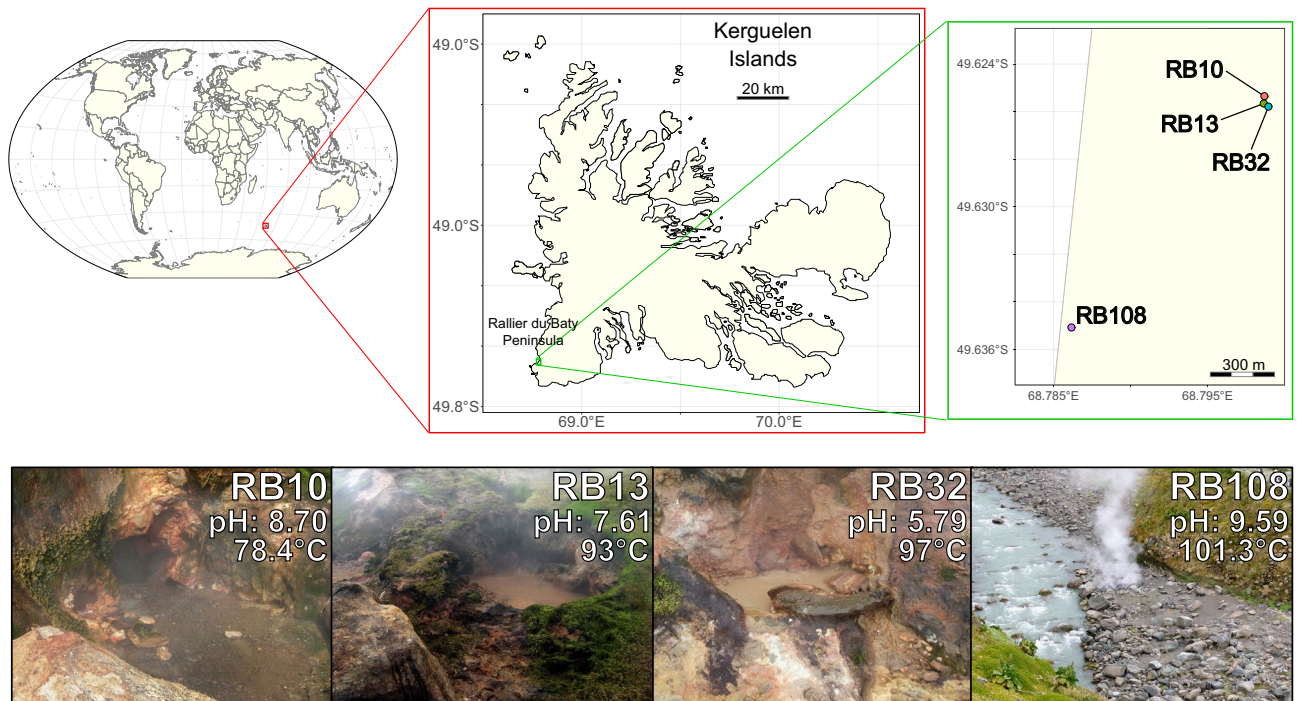 Kerguelen
Islands
20 km
49.0°S
49.0°S
49.8°S
69.0°E
70.0°E
Rallier du Baty
Peninsula
49.624°S
49.630°S
49.636°S
68.785°E
68.795°E
RB10
RB13
RB32
RB108
300 m
RB10
pH: 8.70
78.4°C
RB13
pH: 7.61
93°C
RB32
pH: 5.79
97°C
RB108
pH: 9.59
101.3°C